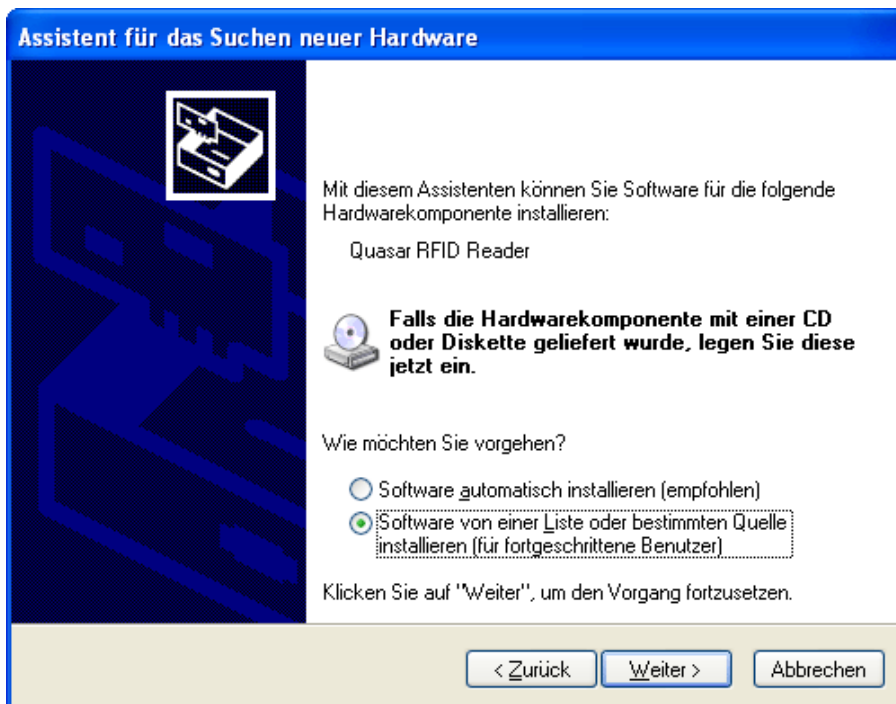 Assistent für das Suchen neuer Hardware
Mit diesem Assistenten können Sie Software für die folgende
Hardwarekomponente installieren:
Quasar RFID Reader
Falls die Hardwarekomponente mit einer CD
oder Diskette geliefert wurde, legen Sie diese
jetzt ein.
Wie möchten Sie vorgehen?
Software automatisch installieren (empfohlen)
Software von einer Liste oder bestimmten Quelle
installieren (für fortgeschrittene Benutzer)
Klicken Sie auf "Weiter", um den Vorgang fortzusetzen.
< Zurück Weiter > Abbrechen